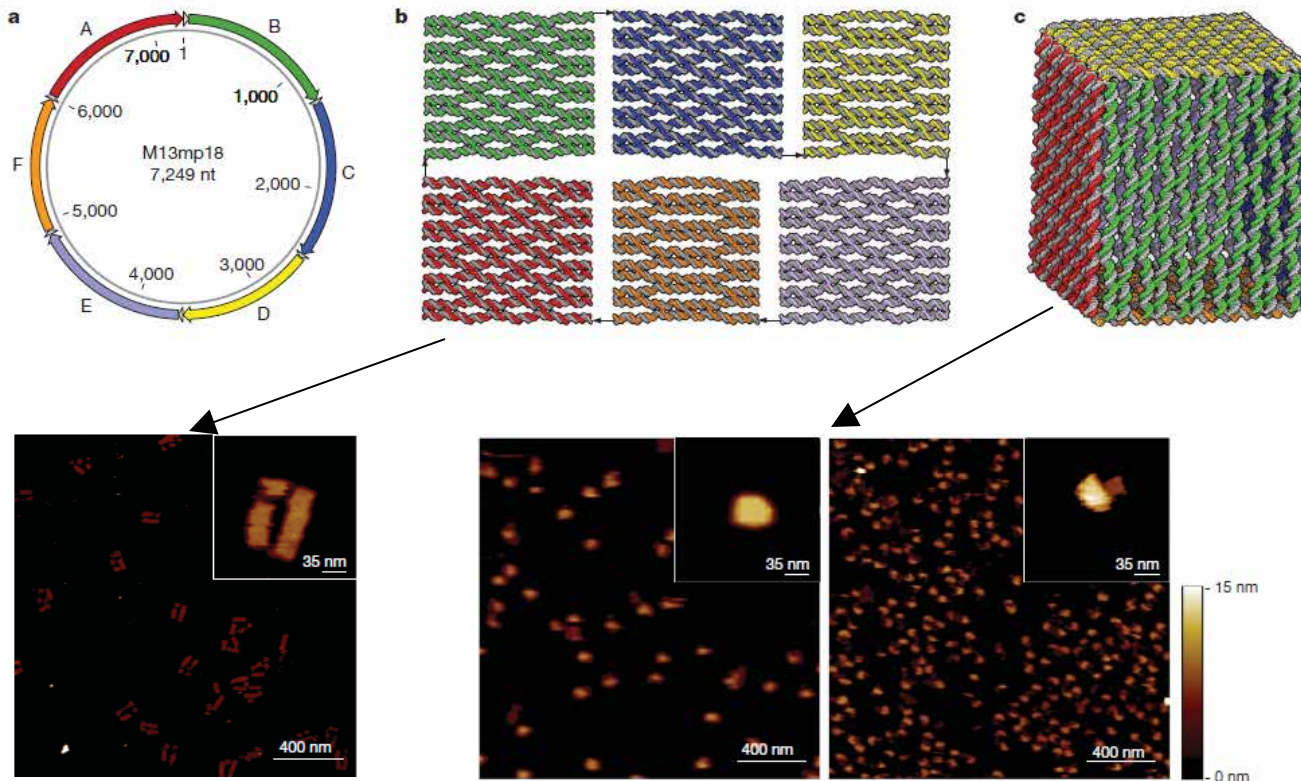 a
A
B
7,000
1
1,000
6,000
F
M13mp18
7,249 nt
C
2,000
5,000
4,000
3,000
E
D
b
c
35 nm
400 nm
35 nm
400 nm
35 nm
400 nm
15 nm
0 nm